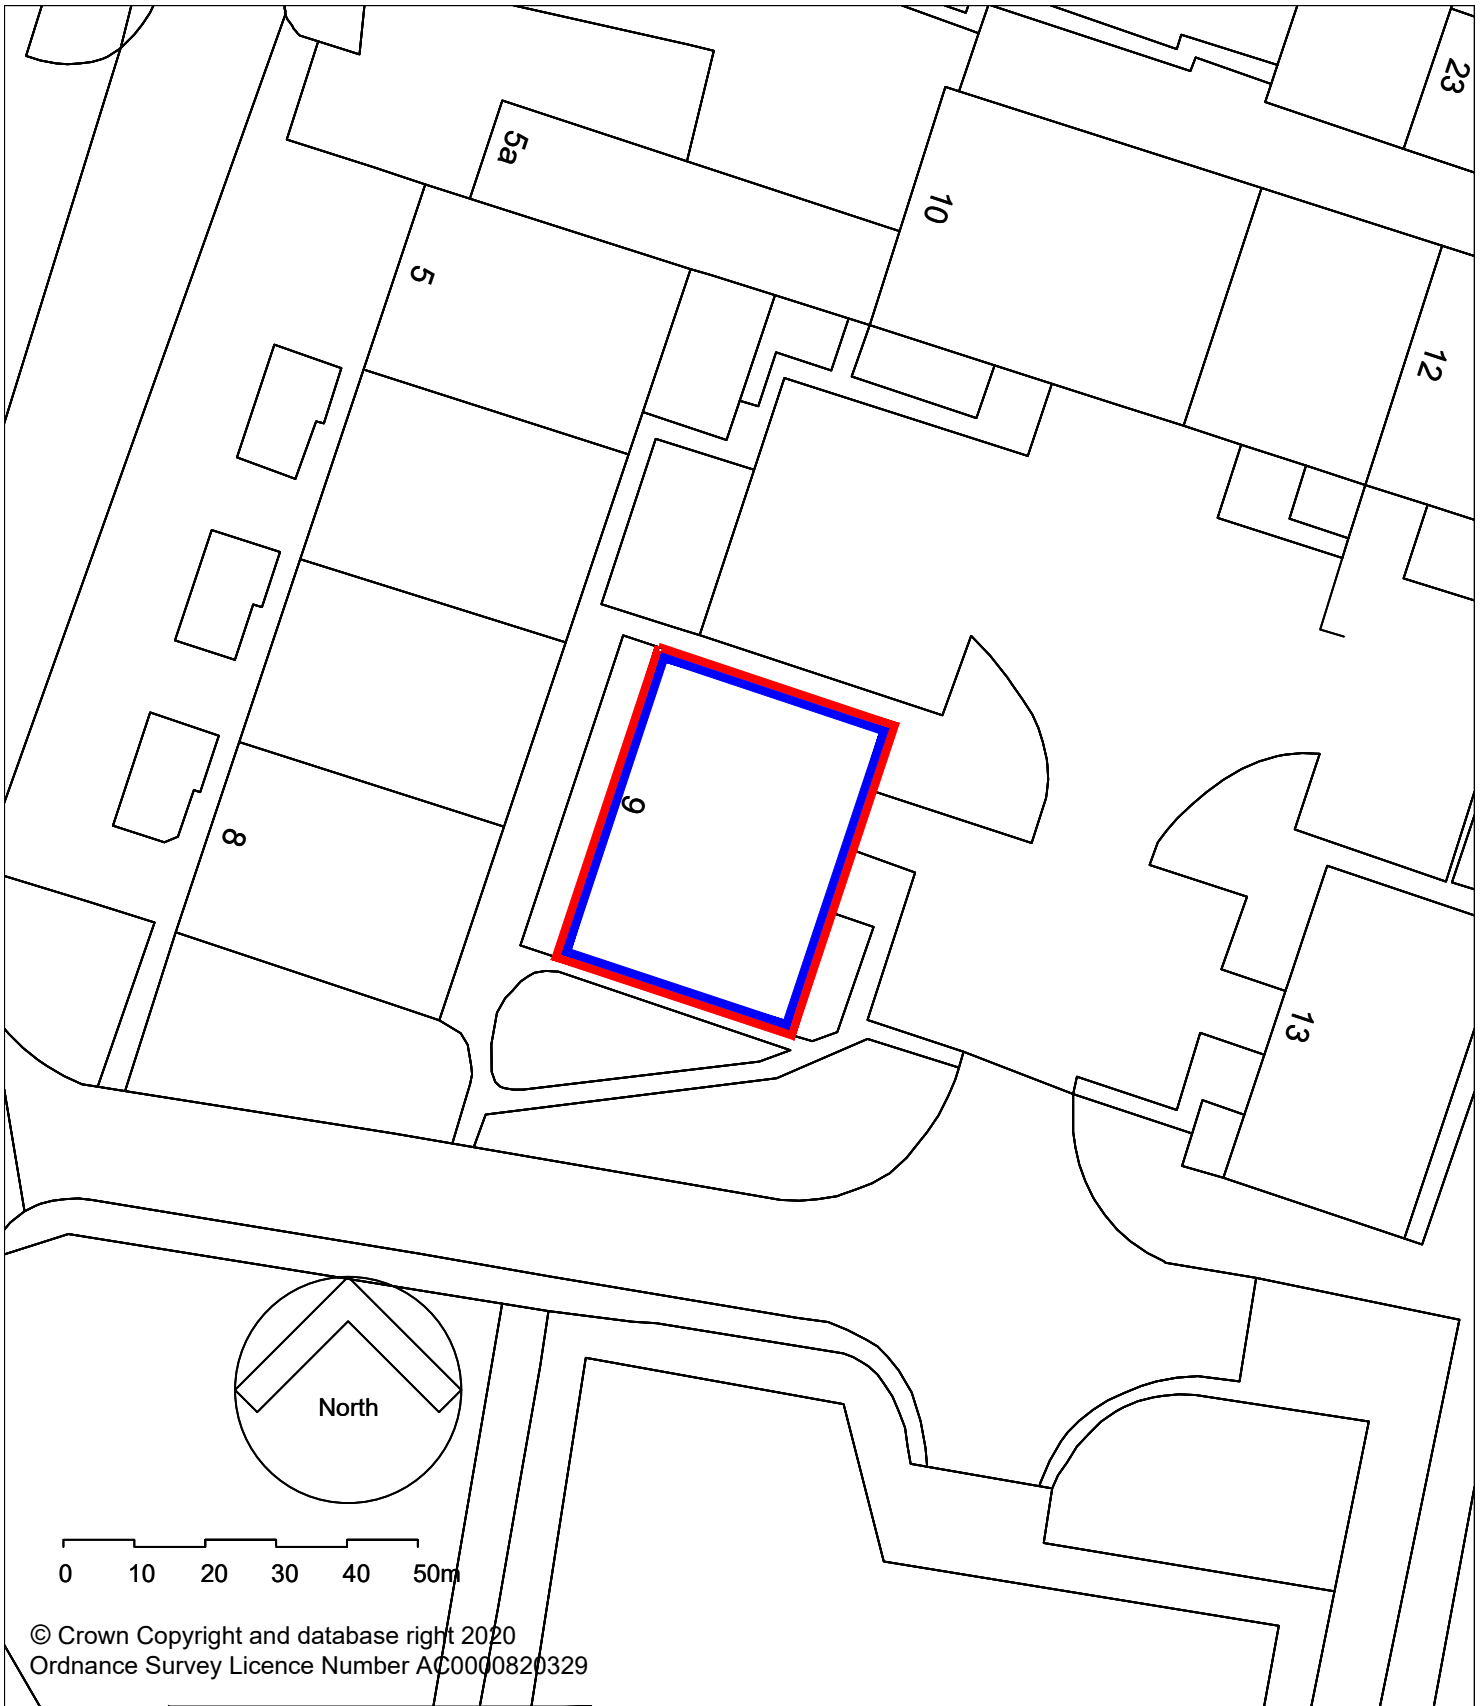 23
5a
10
5
12
9
8
13
North
0 10 20 30 40 50m
© Crown Copyright and database right 2020
Ordnance Survey Licence Number AC0000820329